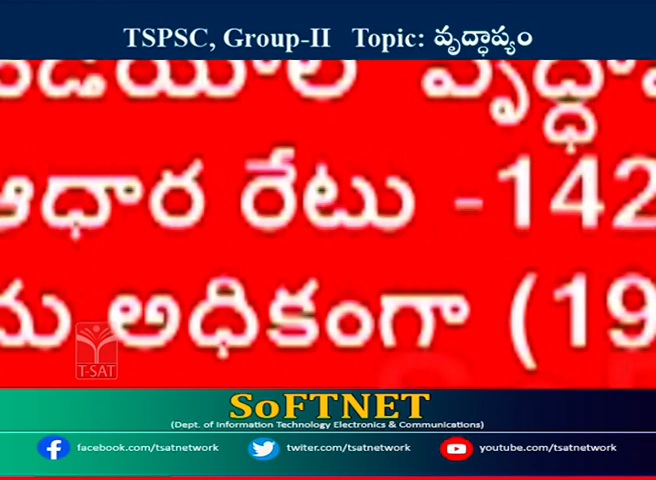 TSPSC, Group-II Topic: వృద్ధాప్యం
ఆధార రేటు -142
అధికంగా (19
T-SAT
SoFTNET
(Dept. of Information Technology Electronics & Communications)
facebook.com/tsatnetwork twiter.com/tsatnetwork youtube.com/tsatnetwork